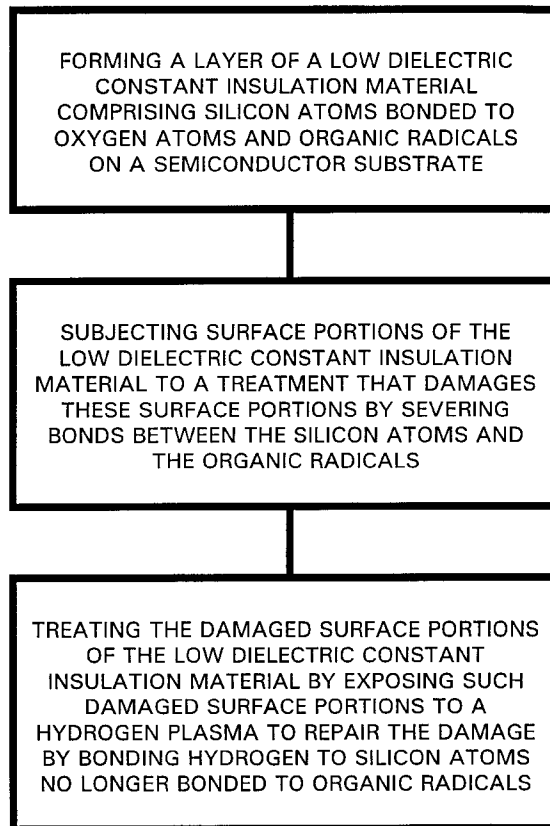 FORMING A LAYER OF A LOW DIELECTRIC
CONSTANT INSULATION MATERIAL
COMPRISING SILICON ATOMS BONDED TO
OXYGEN ATOMS AND ORGANIC RADICALS
ON A SEMICONDUCTOR SUBSTRATE
SUBJECTING SURFACE PORTIONS OF THE
LOW DIELECTRIC CONSTANT INSULATION
MATERIAL TO A TREATMENT THAT DAMAGES
THESE SURFACE PORTIONS BY SEVERING
BONDS BETWEEN THE SILICON ATOMS AND
THE ORGANIC RADICALS
TREATING THE DAMAGED SURFACE PORTIONS
OF THE LOW DIELECTRIC CONSTANT
INSULATION MATERIAL BY EXPOSING SUCH
DAMAGED SURFACE PORTIONS TO A
HYDROGEN PLASMA TO REPAIR THE DAMAGE
BY BONDING HYDROGEN TO SILICON ATOMS
NO LONGER BONDED TO ORGANIC RADICALS